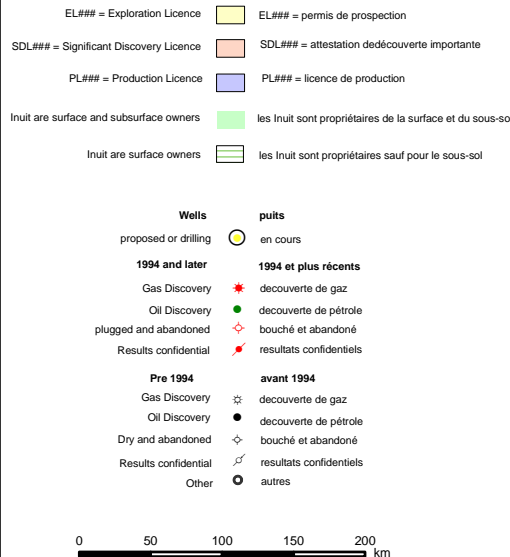 EL### = Exploration Licence EL### = permis de prospection
SDL### = Significant Discovery Licence SDL### = attestation dedécouverte importante
PL### = Production Licence PL### = licence de production
Inuit are surface and subsurface owners les Inuit sont propriétaires de la surface et du sous-so
Inuit are surface owners les Inuit sont propriétaires sauf pour le sous-sol
Wells puits
proposed or drilling en cours
1994 and later 1994 et plus récents
Gas Discovery decouverte de gaz
Oil Discovery decouverte de pétrole
plugged and abandoned bouché et abandoné
Results confidential resultats confidentiels
Pre 1994 avant 1994
Gas Discovery decouverte de gaz
Oil Discovery decouverte de pétrole
Dry and abandoned bouché et abandoné
Results confidential resultats confidentiels
Other autres
0 50 100 150 200
km